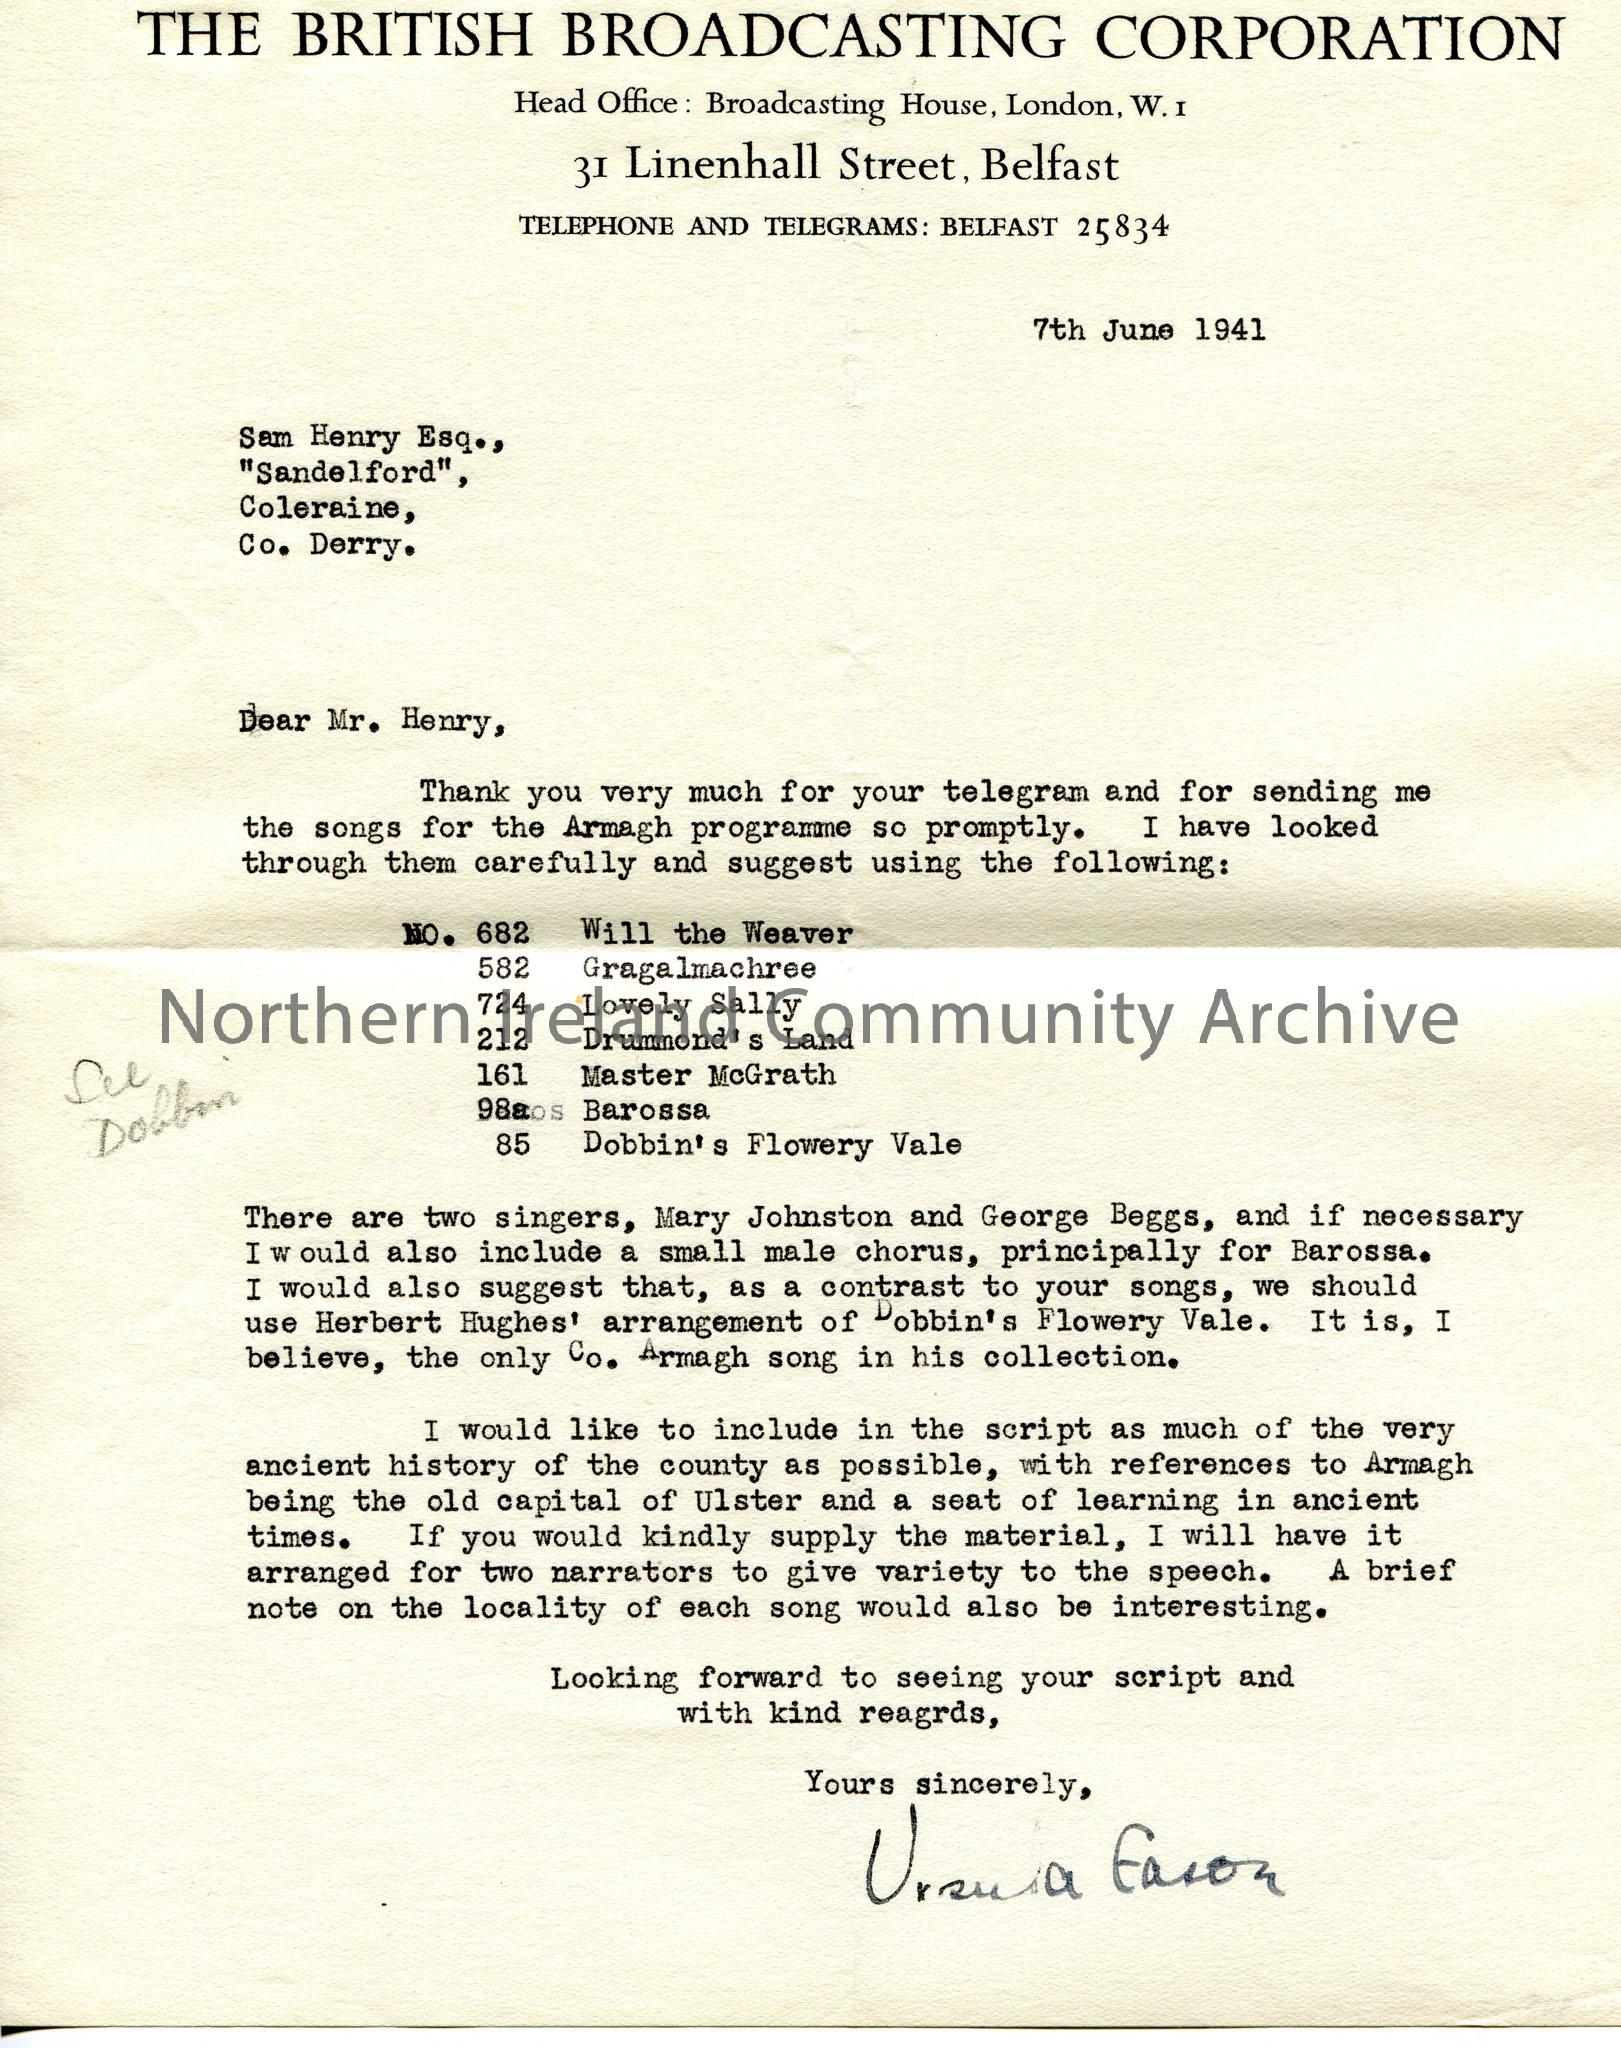 THE BRITISH BROADCASTING CORPORATION
Head Office: Broadcasting House, London, W. 1
31 Linenhall Street, Belfast
TELEPHONE AND TELEGRAMS: BELFAST 25834
7th June 1941
Sam Henry Esq.,
"Sandelford",
Coleraine,
Co. Derry.
Dear Mr. Henry,
Thank you very much for your telegram and for sending me
the songs for the Armagh programme so promptly. I have looked
through them carefully and suggest using the following:
NO. 682 Will the Weaver
582 Gragalmachree
724 Lovely Sally
Northern Ireland Community Archive
212 Drummond's Land
161 Master McGrath
98a Barossa
85 Dobbin's Flowery Vale
See
Dobbin
There are two singers, Mary Johnston and George Beggs, and if necessary
I would also include a small male chorus, principally for Barossa.
I would also suggest that, as a contrast to your songs, we should
use Herbert Hughes' arrangement of Dobbin's Flowery Vale. It is, I
believe, the only Co. Armagh song in his collection.
I would like to include in the script as much of the very
ancient history of the county as possible, with references to Armagh
being the old capital of Ulster and a seat of learning in ancient
times. If you would kindly supply the material, I will have it
arranged for two narrators to give variety to the speech. A brief
note on the locality of each song would also be interesting.
Looking forward to seeing your script and
with kind reagrds,
Yours sincerely,
Ursula Eason